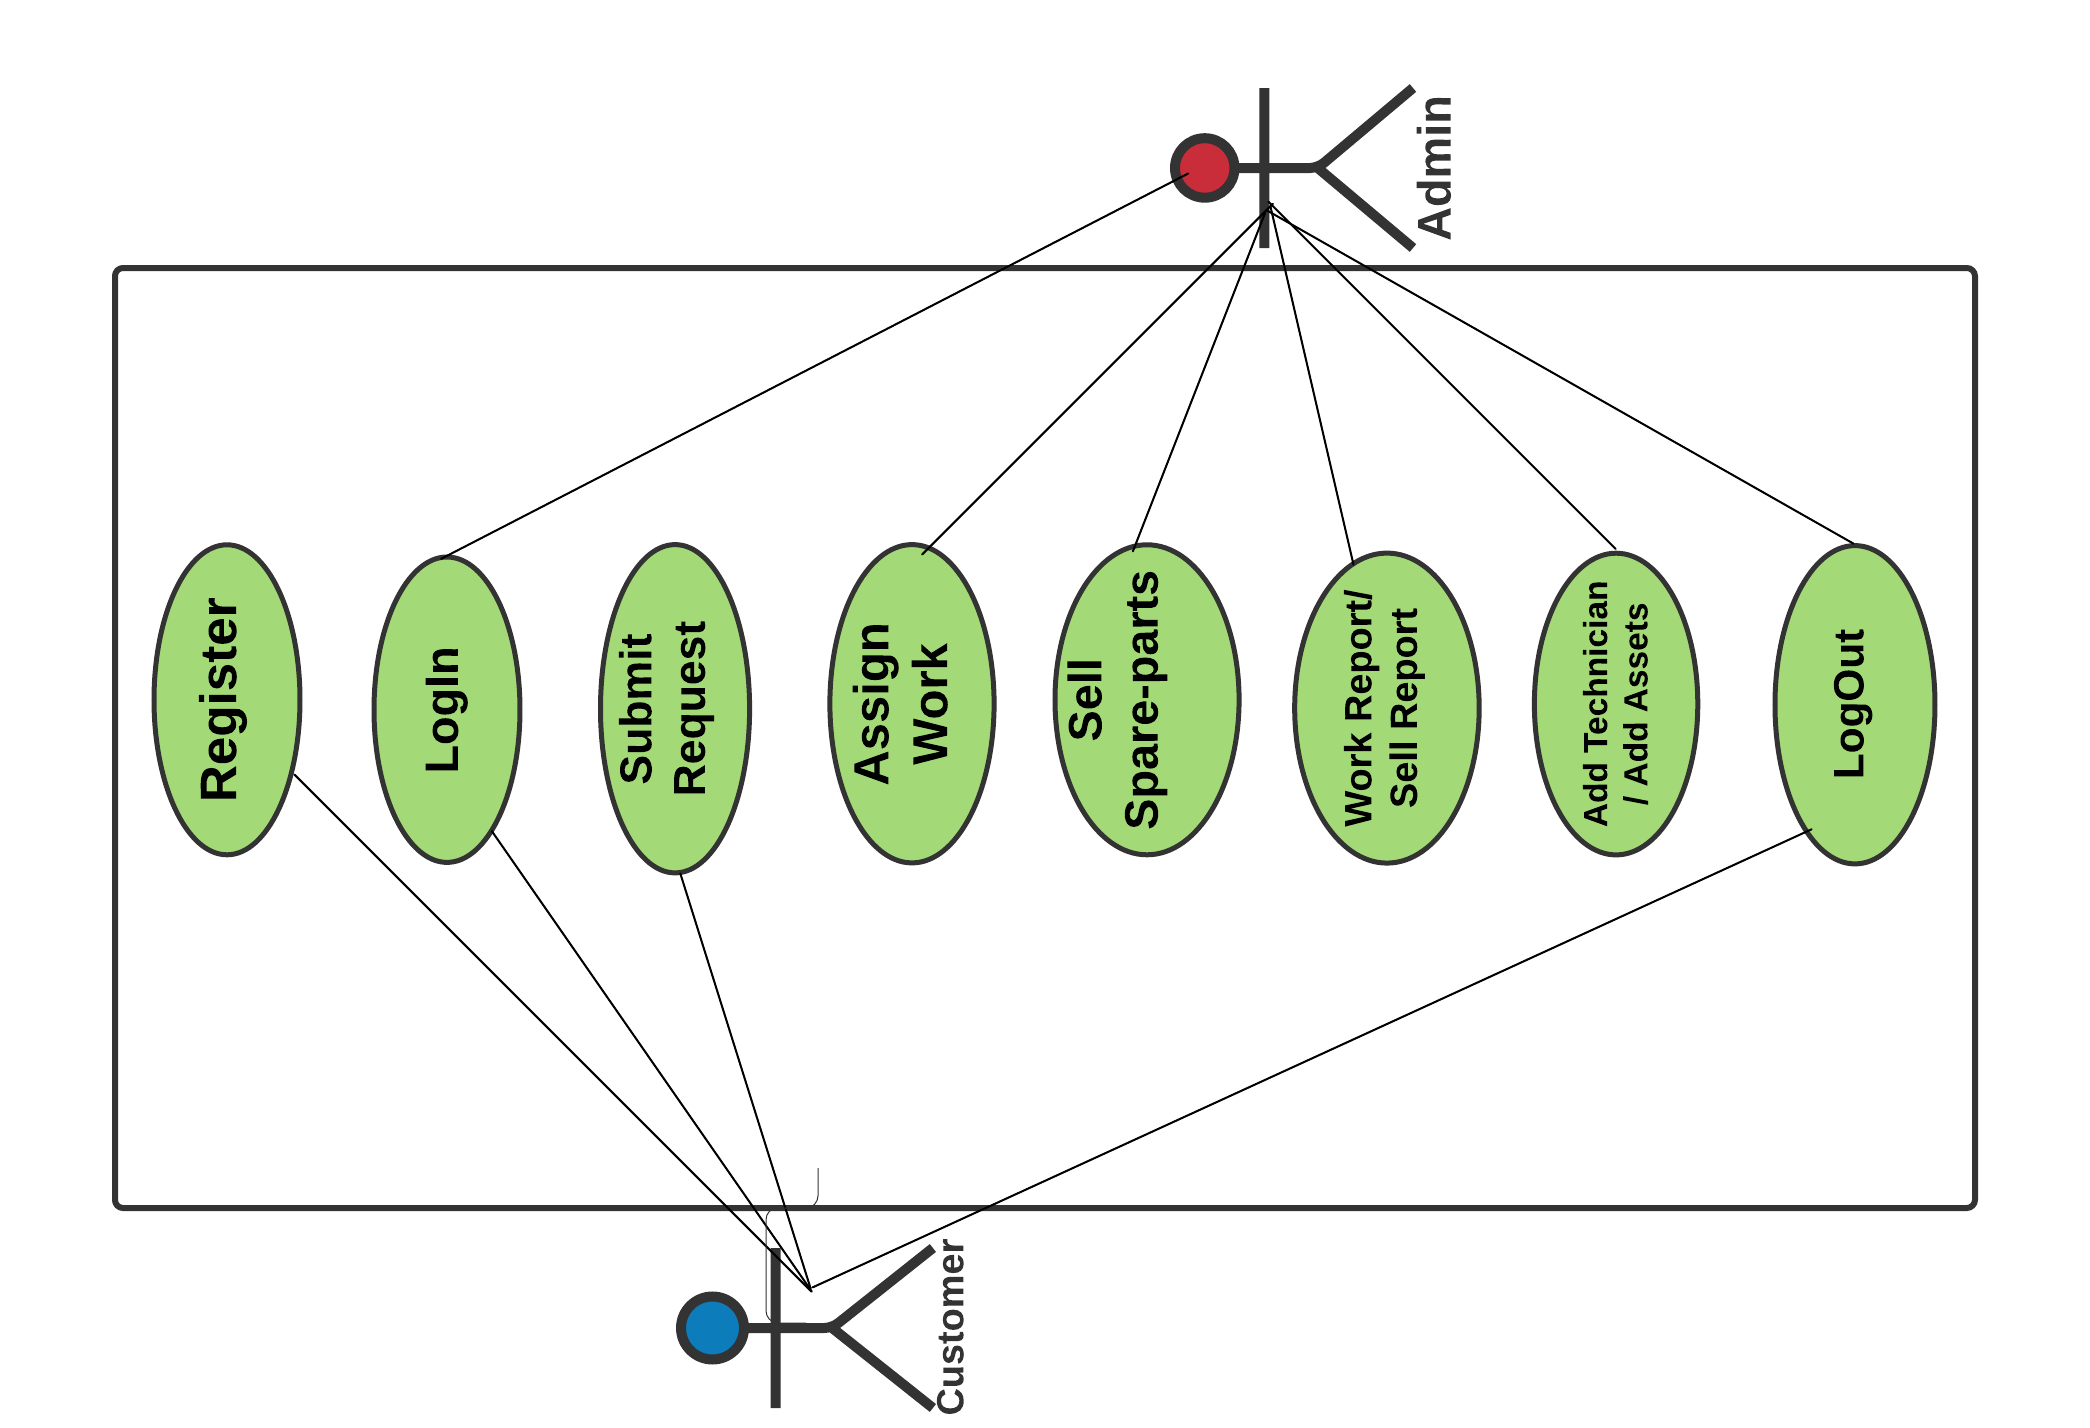 Admin
Register
LogIn
Submit
Request
Assign
Work
Sell
Spare-parts
Work Report/
Sell Report
Add Technician
/ Add Assets
LogOut
Customer